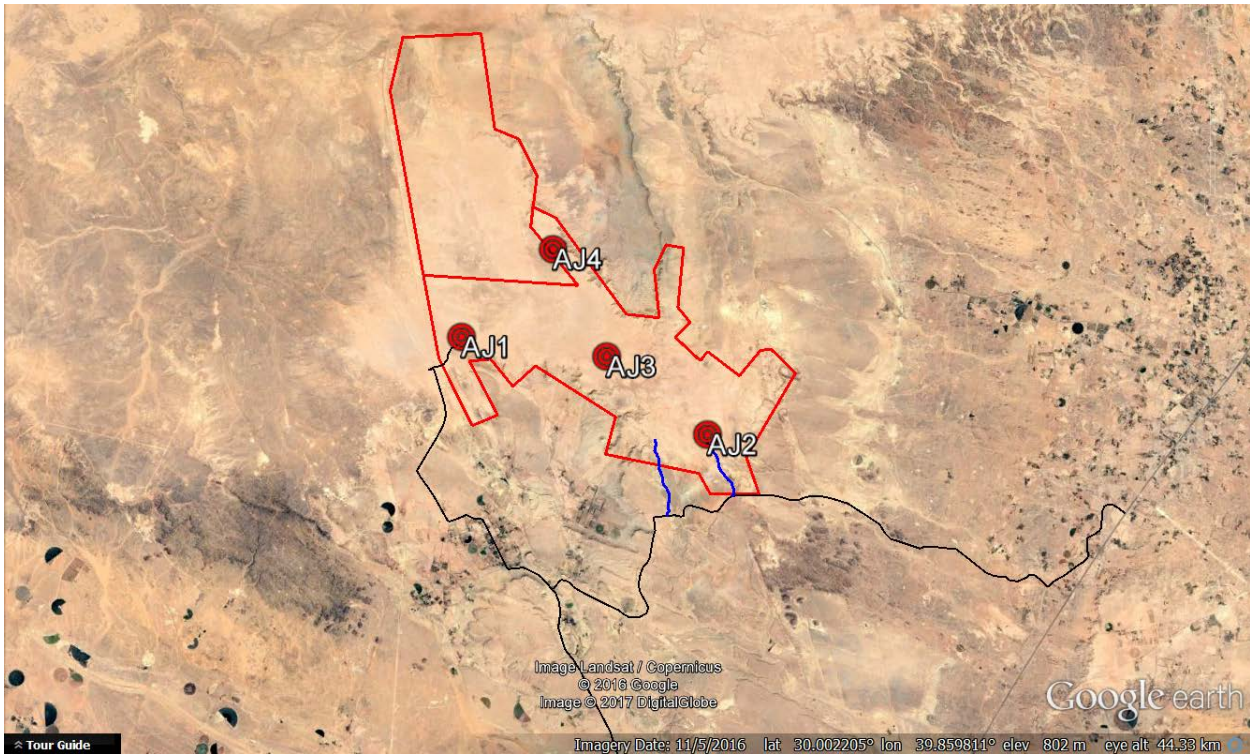 AJ4
AJ1
AJ3
AJ2
Image Landsat / Copernicus
© 2016 Google
Image © 2017 DigitalGlobe
Google earth
Tour Guide
Imagery Date: 11/5/2016 lat 30.002205° lon 39.859811° elev 802 m eye alt 44.33 km